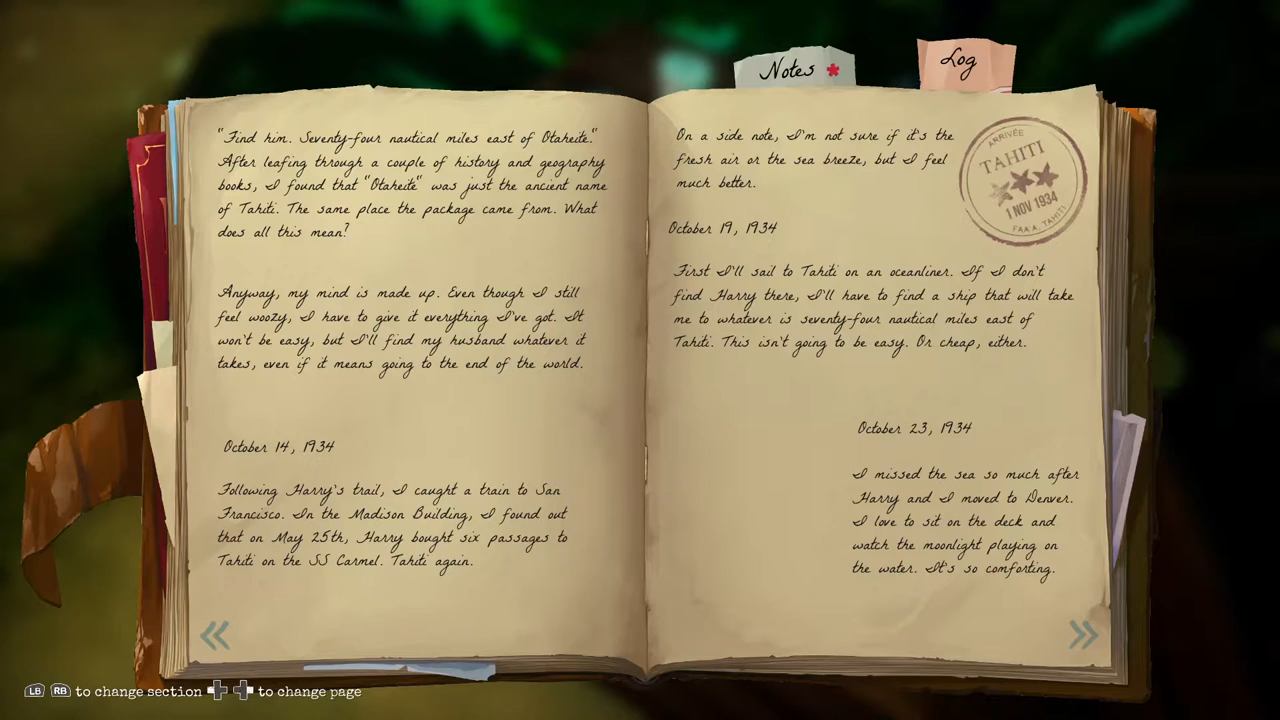 Notes *
Log
"Find him. Seventy-four nautical miles east of Otaheite."
After leafing through a couple of history and geography
books, I found that "Otaheite" was just the ancient name
of Tahiti. The same place the package came from. What
does all this mean?
Anyway, my mind is made up. Even though I still
feel woozy, I have to give it everything I've got. It
won't be easy, but I'll find my husband whatever it
takes, even if it means going to the end of the world.
October 14, 1934
Following Harry's trail, I caught a train to San
Francisco. In the Madison Building, I found out
that on May 25th, Harry bought six passages to
Tahiti on the SS Carmel. Tahiti again.
On a side note, I'm not sure if it's the
fresh air or the sea breeze, but I feel
much better.
ARRIVÉE
TAHITI
1 NOV 1934
FAA'A, TAHITI
October 19, 1934
First I'll sail to Tahiti on an oceanliner. If I don't
find Harry there, I'll have to find a ship that will take
me to whatever is seventy-four nautical miles east of
Tahiti. This isn't going to be easy. Or cheap, either.
October 23, 1934
I missed the sea so much after
Harry and I moved to Denver.
I love to sit on the deck and
watch the moonlight playing on
the water. It's so comforting.
LB RB to change section to change page